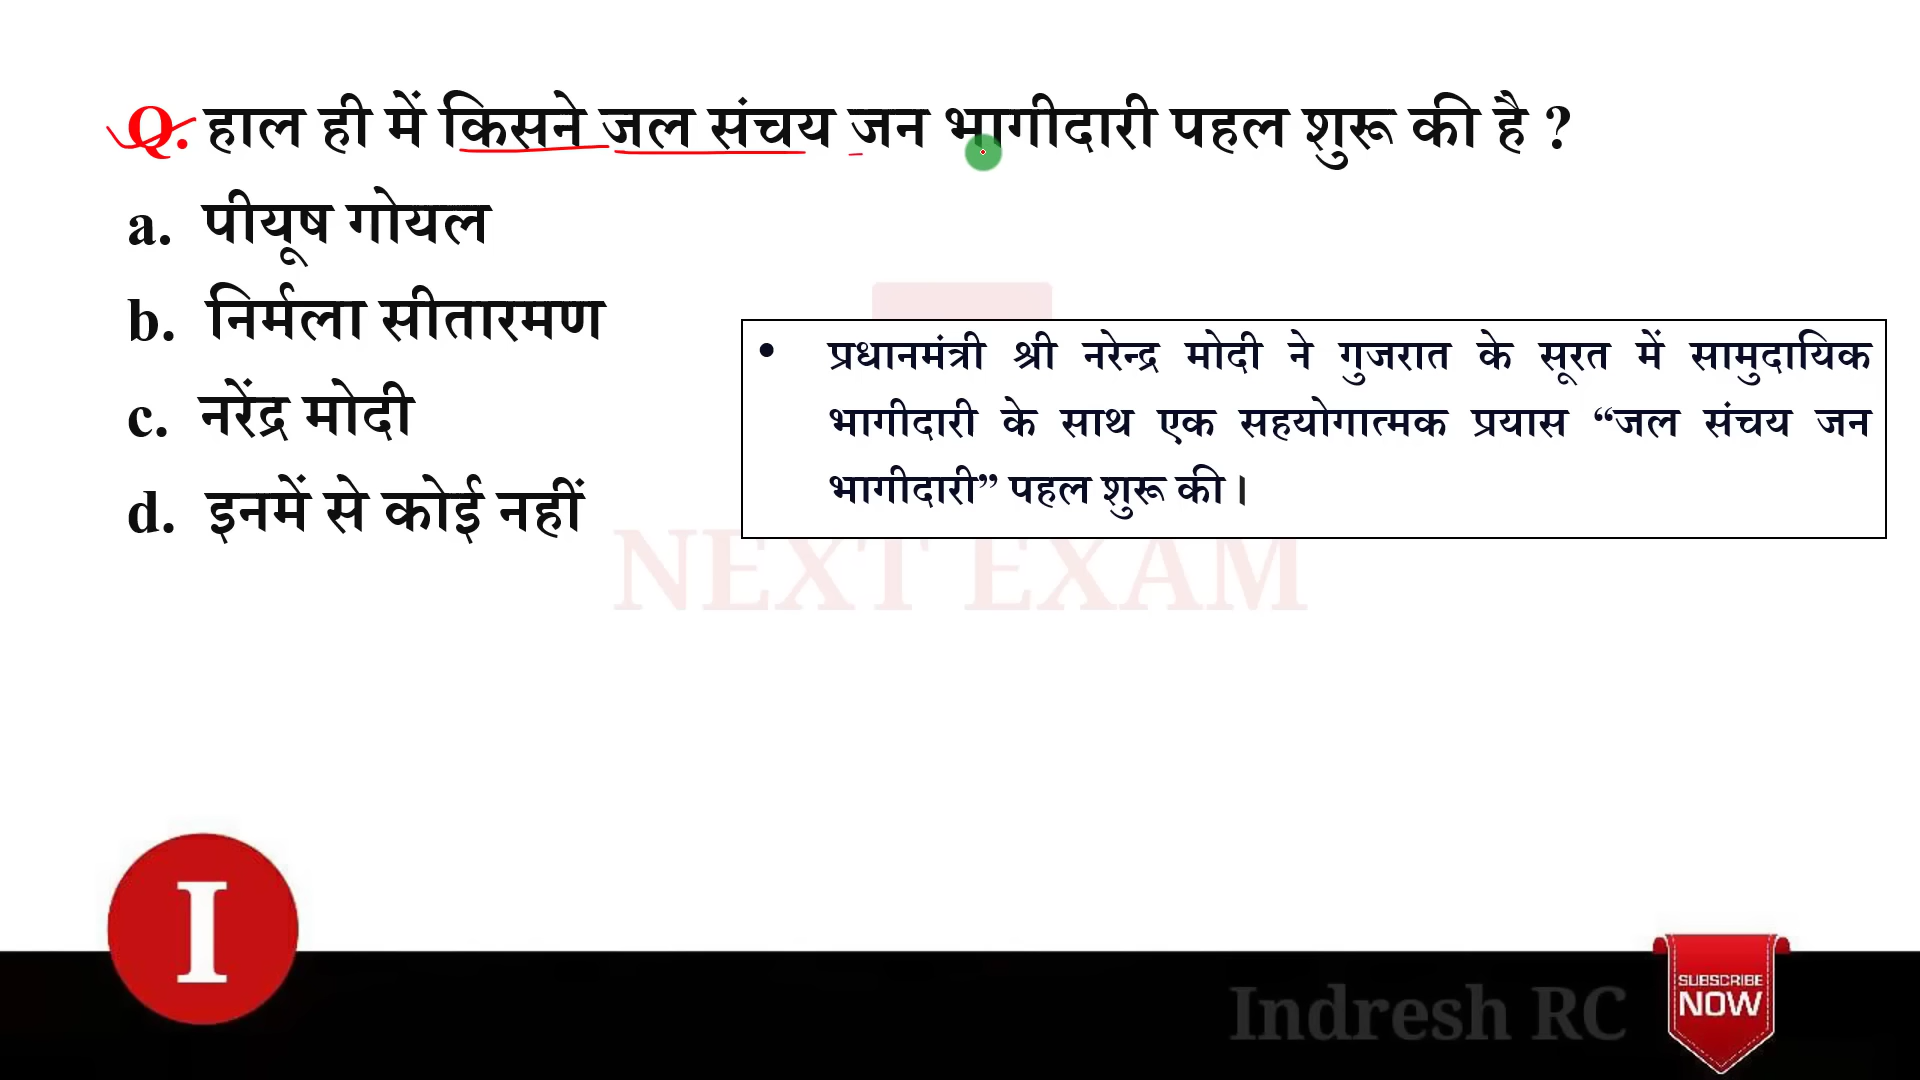 Q. हाल ही में किसने जल संचय जन भागीदारी पहल शुरू की है ?
a. पीयूष गोयल
b. निर्मला सीतारमण
c. नरेंद्र मोदी
d. इनमें से कोई नहीं
• प्रधानमंत्री श्री नरेन्द्र मोदी ने गुजरात के सूरत में सामुदायिक
भागीदारी के साथ एक सहयोगात्मक प्रयास “जल संचय जन
भागीदारी” पहल शुरू की।
NEXT EXAM
I
Indresh RC
SUBSCRIBE
NOW